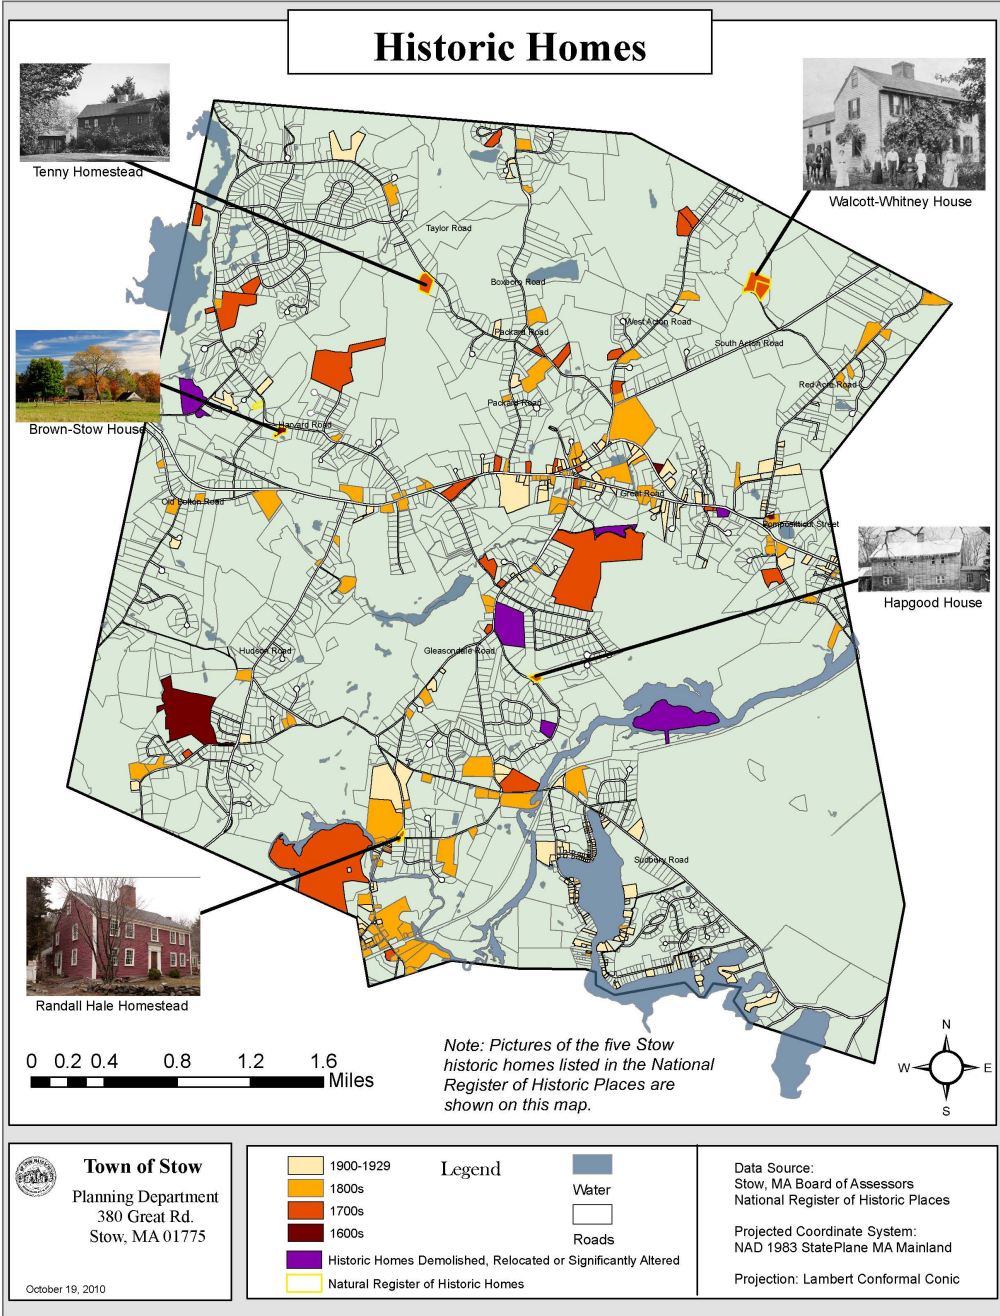 Historic Homes
Tenny Homestead
Walcott-Whitney House
Taylor Road
Boxboro Road
West Acton Road
Packard Road
South Acton Road
Red Acre Road
Packard Road
Brown-Stow House
Harvard Road
Great Road
Old Bolton Road
Pompositticut Street
Hapgood House
Hudson Road
Gleasondale Road
Sudbury Road
Randall Hale Homestead
Note: Pictures of the five Stow
historic homes listed in the National
Register of Historic Places are
shown on this map.
0 0.2 0.4 0.8 1.2 1.6
Miles
N
W E
S
Town of Stow
Planning Department
380 Great Rd.
Stow, MA 01775
October 19, 2010
Legend
1900-1929
1800s
1700s
1600s
Historic Homes Demolished, Relocated or Significantly Altered
Natural Register of Historic Homes
Water
Roads
Data Source:
Stow, MA Board of Assessors
National Register of Historic Places
Projected Coordinate System:
NAD 1983 StatePlane MA Mainland
Projection: Lambert Conformal Conic